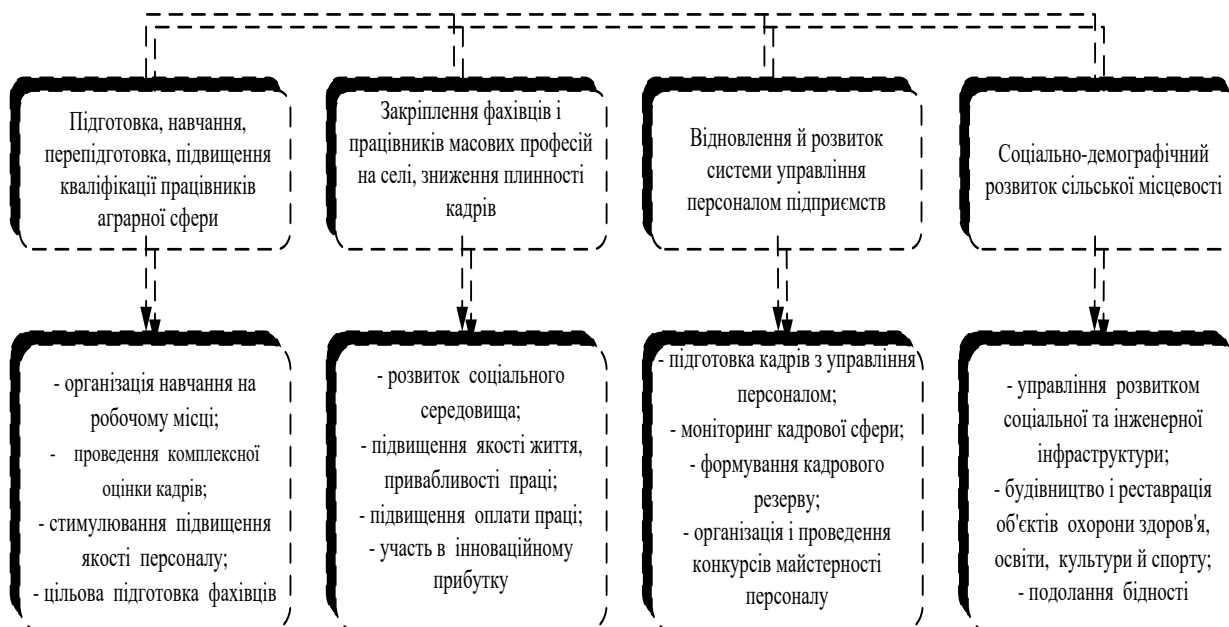 Підготовка, навчання,
перепідготовка, підвищення
кваліфікації працівників
аграрної сфери
Закріплення фахівців і
працівників масових професій
на селі, зниження плинності
кадрів
Відновлення й розвиток
системи управління
персоналом підприємств
Соціально-демографічний
розвиток сільської місцевості
- організація навчання на
робочому місці;
- проведення комплексної
оцінки кадрів;
- стимулювання підвищення
якості персоналу;
- цільова підготовка фахівців
- розвиток соціального
середовища;
- підвищення якості життя,
привабливості праці;
- підвищення оплати праці;
- участь в інноваційному
прибутку
- підготовка кадрів з управління
персоналом;
- моніторинг кадрової сфери;
- формування кадрового
резерву;
- організація і проведення
конкурсів майстерності
персоналу
- управління розвитком
соціальної та інженерної
інфраструктури;
- будівництво і реставрація
об'єктів охорони здоров'я,
освіти, культури й спорту;
- подолання бідності